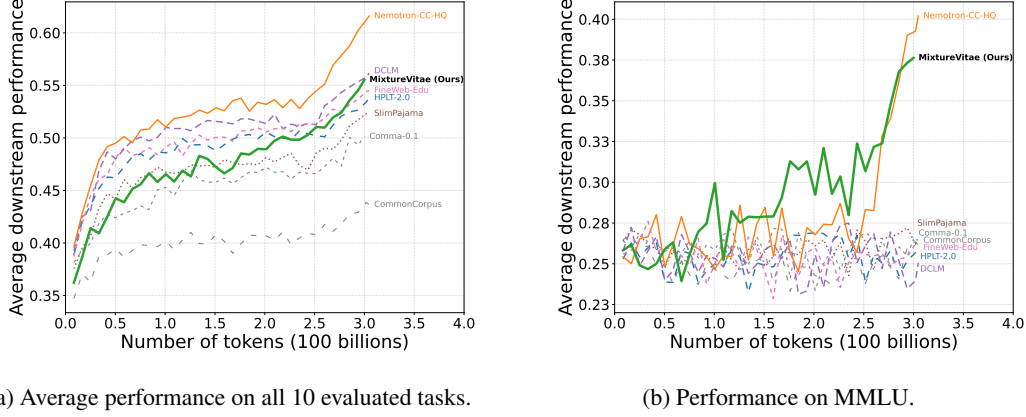 Average downstream performance
0.60
0.55
0.50
0.45
0.40
0.35
0.0 0.5 1.0 1.5 2.0 2.5 3.0 3.5 4.0
Number of tokens (100 billions)
Nemotron-CC-HQ
DCLM
MixtureVitae (Ours)
FineWeb-Edu
HPLT-2.0
SlimPajama
Comma-0.1
CommonCorpus
a) Average performance on all 10 evaluated tasks.
Average downstream performance
0.40
0.38
0.35
0.33
0.30
0.28
0.25
0.23
0.0 0.5 1.0 1.5 2.0 2.5 3.0 3.5 4.0
Number of tokens (100 billions)
Nemotron-CC-HQ
MixtureVitae (Ours)
SlimPajama
Comma-0.1
CommonCorpus
FineWeb-Edu
HPLT-2.0
DCLM
(b) Performance on MMLU.